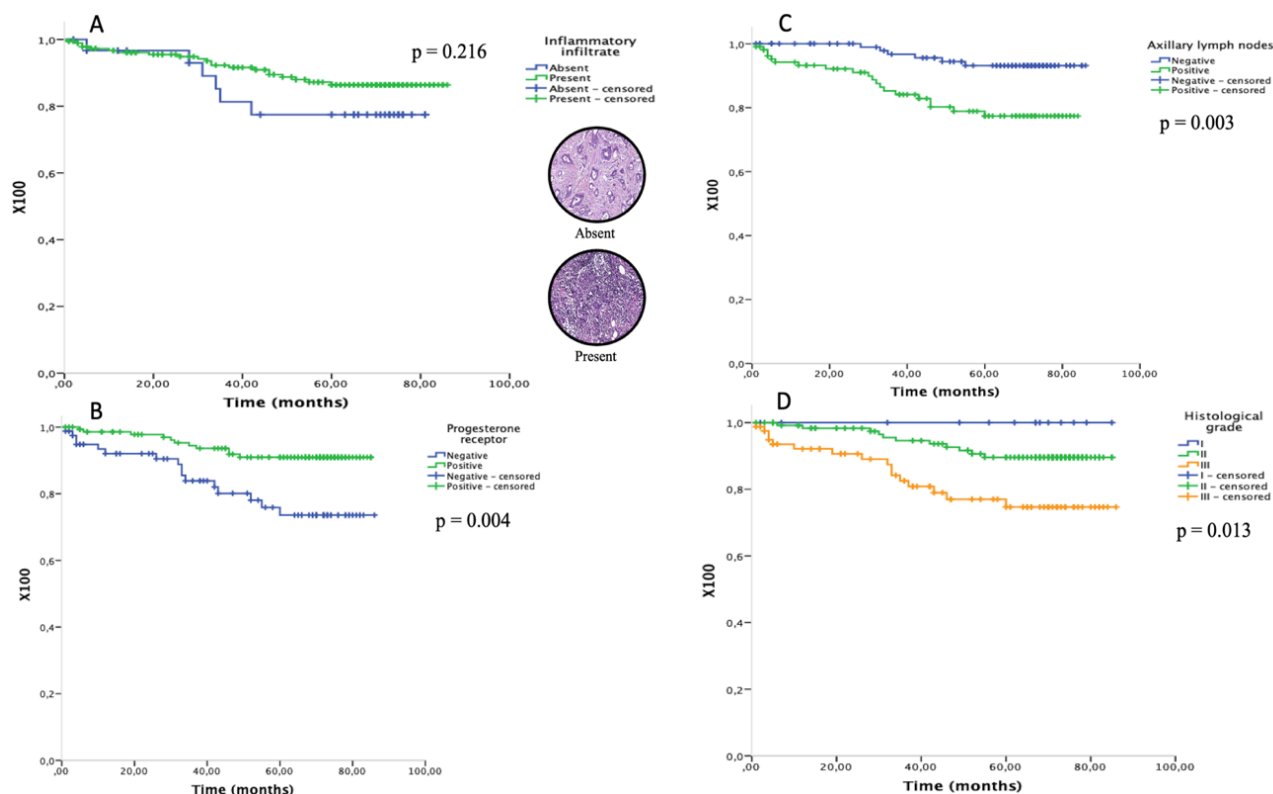 A
p = 0.216
Inflammatory
infiltrate
Absent
Present
Absent - censored
Present - censored
1,0
0,8
0,6
0,4
0,2
0,0
X100
,00 20,00 40,00 60,00 80,00 100,00
Time (months)
Absent
Present
C
Axillary lymph nodes
Negative
Positive
Negative - censored
Positive - censored
p = 0.003
1,0
0,8
0,6
0,4
0,2
0,0
X100
,00 20,00 40,00 60,00 80,00 100,00
Time (months)
B
Progesterone
receptor
Negative
Positive
Negative - censored
Positive - censored
p = 0.004
1,0
0,8
0,6
0,4
0,2
0,0
X100
,00 20,00 40,00 60,00 80,00 100,00
Time (months)
D
Histological
grade
I
II
III
I - censored
II - censored
III - censored
p = 0.013
1,0
0,8
0,6
0,4
0,2
0,0
X100
,00 20,00 40,00 60,00 80,00 100,00
Time (months)